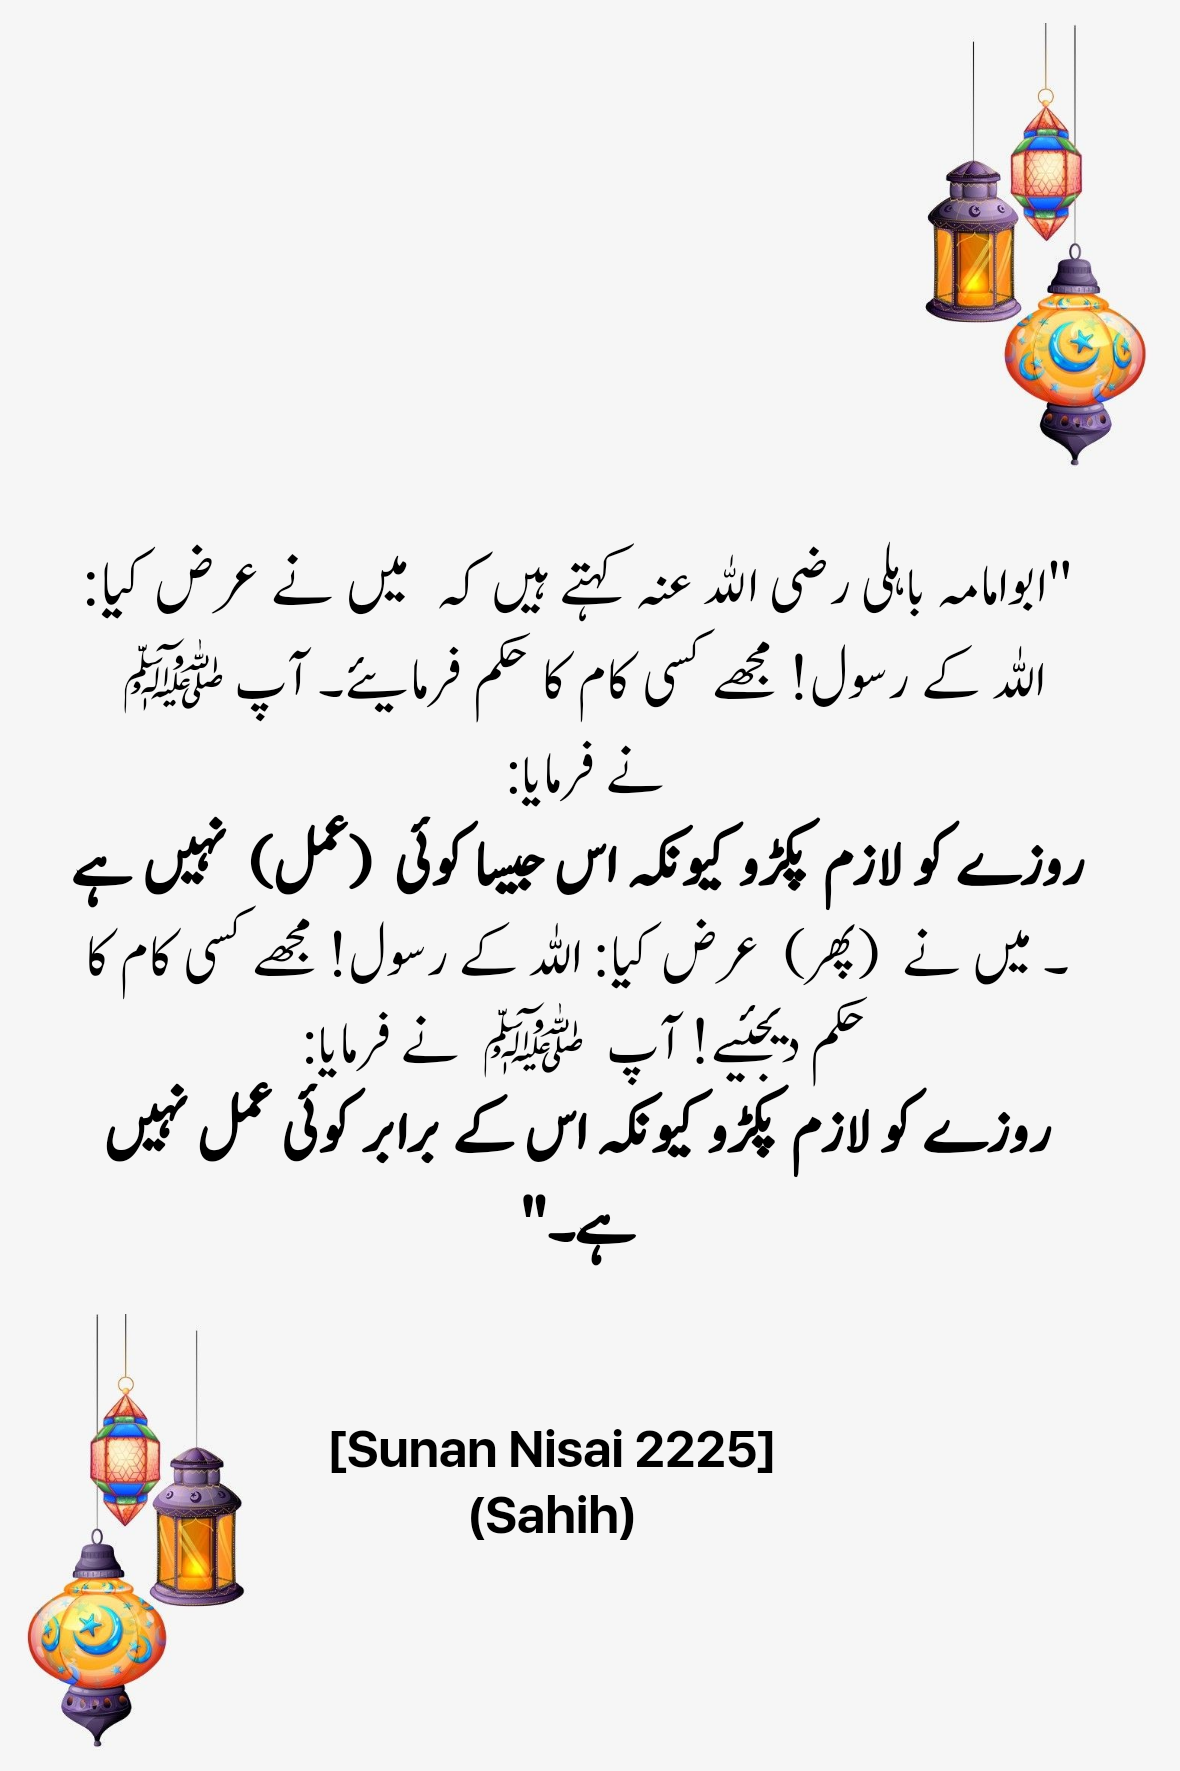 "ابوامامہ باہلی رضی اللہ عنہ کہتے ہیں کہ میں نے عرض کیا:
اللہ کے رسول! مجھے کسی کام کا حکم فرمایئے۔ آپ ﷺ
نے فرمایا:
روزے کو لازم پکڑو کیونکہ اس جیسا کوئی (عمل) نہیں ہے
۔ میں نے (پھر) عرض کیا: اللہ کے رسول! مجھے کسی کام کا
حکم دیجئیے! آپ ﷺ نے فرمایا:
روزے کو لازم پکڑو کیونکہ اس کے برابر کوئی عمل نہیں
ہے۔"
[Sunan Nisai 2225]
(Sahih)